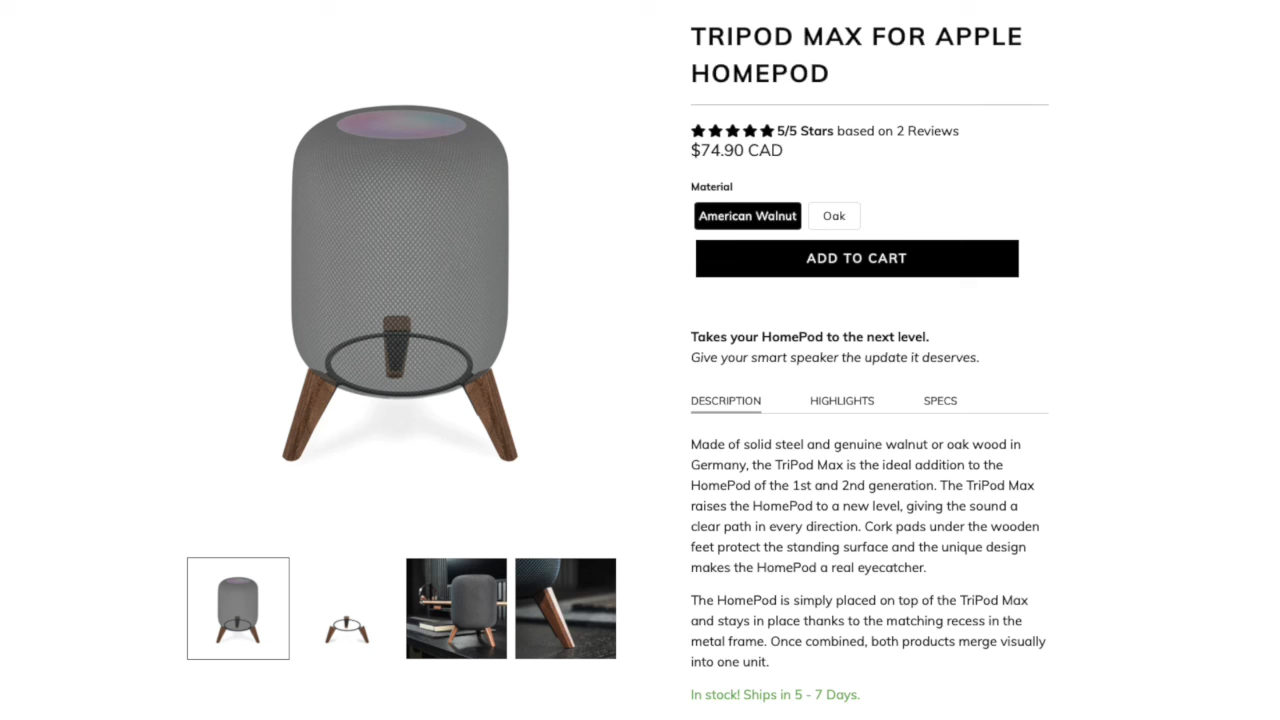 TRIPOD MAX FOR APPLE
HOMEPOD
5/5 Stars based on 2 Reviews
$74.90 CAD
Material
American Walnut
Oak
ADD TO CART
Takes your HomePod to the next level.
Give your smart speaker the update it deserves.
DESCRIPTION
HIGHLIGHTS
SPECS
Made of solid steel and genuine walnut or oak wood in
Germany, the TriPod Max is the ideal addition to the
HomePod of the 1st and 2nd generation. The TriPod Max
raises the HomePod to a new level, giving the sound a
clear path in every direction. Cork pads under the wooden
feet protect the standing surface and the unique design
makes the HomePod a real eyecatcher.
The HomePod is simply placed on top of the TriPod Max
and stays in place thanks to the matching recess in the
metal frame. Once combined, both products merge visually
into one unit.
In stock! Ships in 5 - 7 Days.